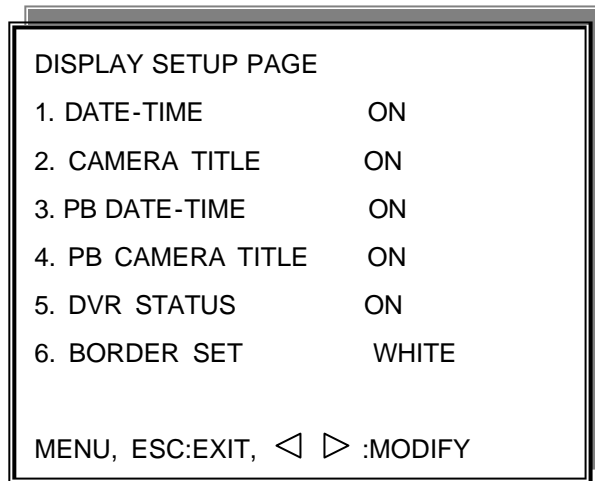 DISPLAY SETUP PAGE
1. DATE-TIME ON
2. CAMERA TITLE ON
3. PB DATE-TIME ON
4. PB CAMERA TITLE ON
5. DVR STATUS ON
6. BORDER SET WHITE
MENU, ESC:EXIT, ◁ ▷ :MODIFY